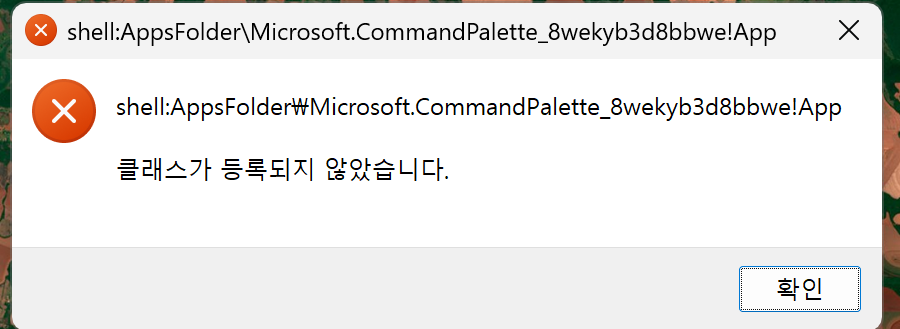 shell:AppsFolder\Microsoft.CommandPalette_8wekyb3d8bbwe!App
shell:AppsFolder₩Microsoft.CommandPalette_8wekyb3d8bbwe!App
클래스가 등록되지 않았습니다.
확인